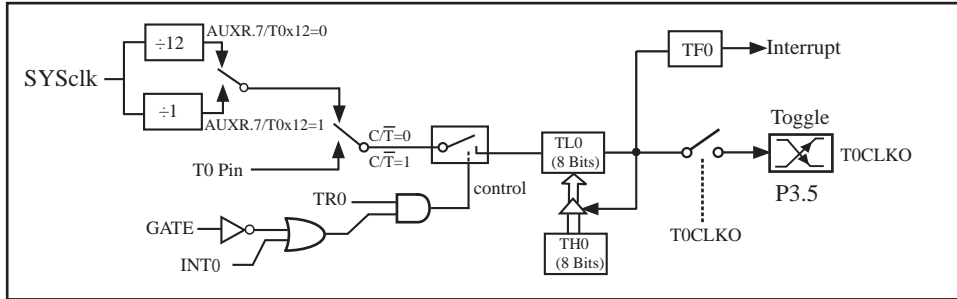 AUXR.7/T0x12=0
÷12
SYSclk
÷1
AUXR.7/T0x12=1
T0 Pin
C/T̅=0
C/T̅=1
control
TR0
GATE
INT0
TL0
(8 Bits)
TH0
(8 Bits)
TF0
Interrupt
Toggle
T0CLKO
P3.5
T0CLKO